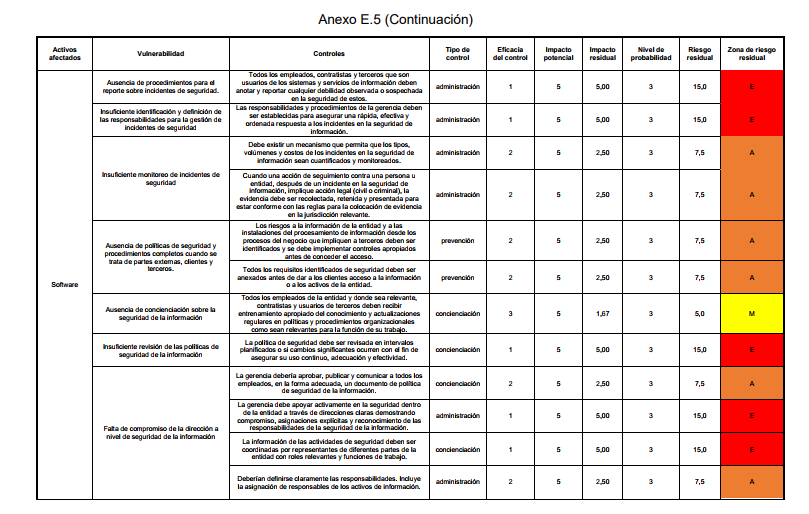 Anexo E.5 (Continuación)
Activos
afectados
Vulnerabilidad
Controles
Tipo de
control
Eficacia
del control
Impacto
potencial
Impacto
residual
Nivel de
probabilidad
Riesgo
residual
Zona de riesgo
residual
Software
Ausencia de procedimientos para el
reporte sobre incidentes de seguridad.
Todos los empleados, contratistas y terceros que son
usuarios de los sistemas y servicios de información deben
anotar y reportar cualquier debilidad observada o sospechada
en la seguridad de estos.
administración
1
5
5,00
3
15,0
E
Insuficiente identificación y definición de
las responsabilidades para la gestión de
incidentes de seguridad
Las responsabilidades y procedimientos de la gerencia deben
ser establecidas para asegurar una rápida, efectiva y
ordenada respuesta a los incidentes en la seguridad de
información.
administración
1
5
5,00
3
15,0
E
Insuficiente monitoreo de incidentes de
seguridad
Debe existir un mecanismo que permita que los tipos,
volúmenes y costos de los incidentes en la seguridad de
información sean cuantificados y monitoreados.
administración
2
5
2,50
3
7,5
A
Cuando una acción de seguimiento contra una persona u
entidad, después de un incidente en la seguridad de
información, implique acción legal (civil o criminal), la
evidencia debe ser recolectada, retenida y presentada para
estar conforme con las reglas para la colocación de evidencia
en la jurisdicción relevante.
administración
2
5
2,50
3
7,5
A
Ausencia de políticas de seguridad y
procedimientos completos cuando se
trata de partes externas, clientes y
terceros.
Los riesgos a la información de la entidad y a las
instalaciones del procesamiento de información desde los
procesos del negocio que impliquen a terceros deben ser
identificados y se debe implementar controles apropiados
antes de conceder el acceso.
prevención
2
5
2,50
3
7,5
A
Todos los requisitos identificados de seguridad deben ser
anexados antes de dar a los clientes acceso a la información
o a los activos de la entidad.
prevención
2
5
2,50
3
7,5
A
Ausencia de concienciación sobre la
seguridad de la información
Todos los empleados de la entidad y donde sea relevante,
contratistas y usuarios de terceros deben recibir
entrenamiento apropiado del conocimiento y actualizaciones
regulares en políticas y procedimientos organizacionales
como sean relevantes para la función de su trabajo.
concienciación
3
5
1,67
3
5,0
M
Insuficiente revisión de las políticas de
seguridad de la información
La política de seguridad debe ser revisada en intervalos
planificados o si cambios significantes ocurren con el fin de
asegurar su uso continuo, adecuación y efectividad.
concienciación
1
5
5,00
3
15,0
E
Falta de compromiso de la dirección a
nivel de seguridad de la información
La gerencia debería aprobar, publicar y comunicar a todos los
empleados, en la forma adecuada, un documento de política
de seguridad de la información.
concienciación
2
5
2,50
3
7,5
A
La gerencia debe apoyar activamente en la seguridad dentro
de la entidad a través de direcciones claras demostrando
compromiso, asignaciones explícitas y reconocimiento de las
responsabilidades de la seguridad de la información.
administración
1
5
5,00
3
15,0
E
La información de las actividades de seguridad deben ser
coordinadas por representantes de diferentes partes de la
entidad con roles relevantes y funciones de trabajo.
concienciación
1
5
5,00
3
15,0
E
Deberían definirse claramente las responsabilidades. Incluye
la asignación de responsables de los activos de información.
administración
2
5
2,50
3
7,5
A